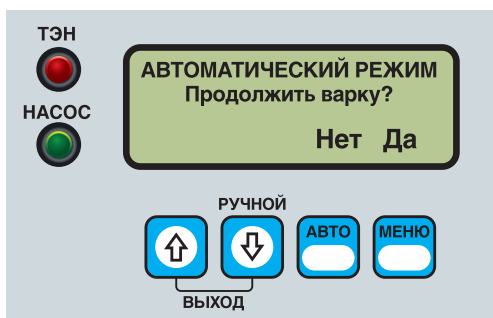 ТЭН
НАСОС
АВТОМАТИЧЕСКИЙ РЕЖИМ
Продолжить варку?
Нет Да
РУЧНОЙ
АВТО
МЕНЮ
ВЫХОД